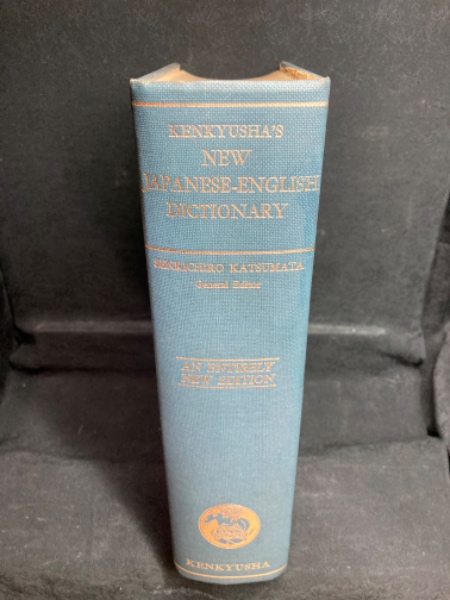 KENKYUSHA'S
NEW
JAPANESE-ENGLISH
DICTIONARY
SENKICHIRO KATSUMATA
General Editor
AN ENTIRELY
NEW EDITION
KENKYUSHA